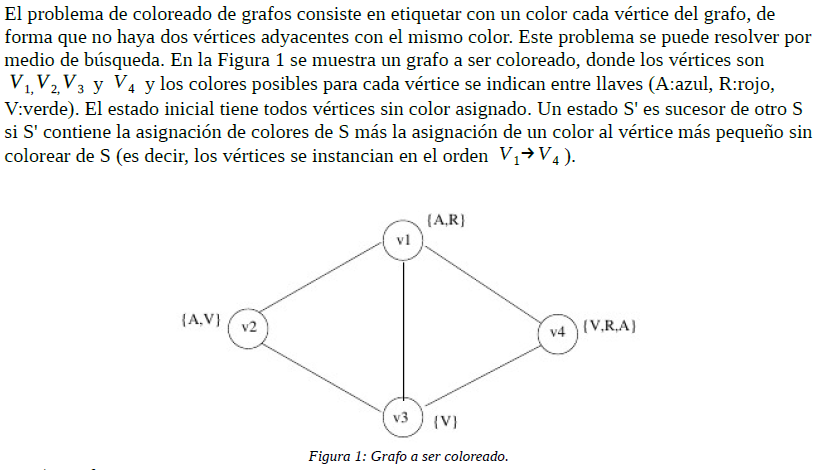 El problema de coloreado de grafos consiste en etiquetar con un color cada vértice del grafo, de
forma que no haya dos vértices adyacentes con el mismo color. Este problema se puede resolver por
medio de búsqueda. En la Figura 1 se muestra un grafo a ser coloreado, donde los vértices son
V₁, V₂, V₃ y V₄ y los colores posibles para cada vértice se indican entre llaves (A:azul, R:rojo,
V:verde). El estado inicial tiene todos vértices sin color asignado. Un estado S' es sucesor de otro S
si S' contiene la asignación de colores de S más la asignación de un color al vértice más pequeño sin
colorear de S (es decir, los vértices se instancian en el orden V₁→V₄ ).
{A,R}
v1
{A,V}
v2
v4
{V,R,A}
v3
{V}
Figura 1: Grafo a ser coloreado.